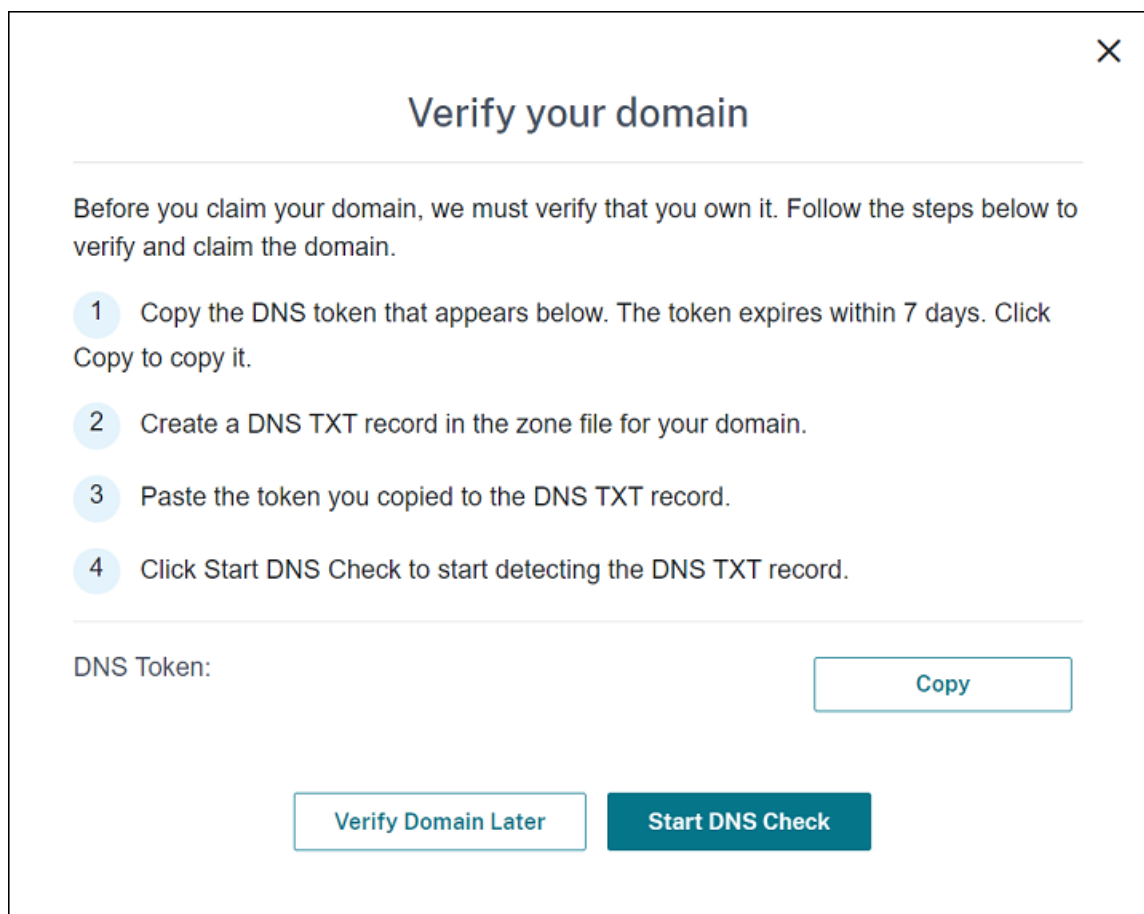 Verify your domain
Before you claim your domain, we must verify that you own it. Follow the steps below to
verify and claim the domain.
1 Copy the DNS token that appears below. The token expires within 7 days. Click
Copy to copy it.
2 Create a DNS TXT record in the zone file for your domain.
3 Paste the token you copied to the DNS TXT record.
4 Click Start DNS Check to start detecting the DNS TXT record.
DNS Token:
Copy
Verify Domain Later
Start DNS Check